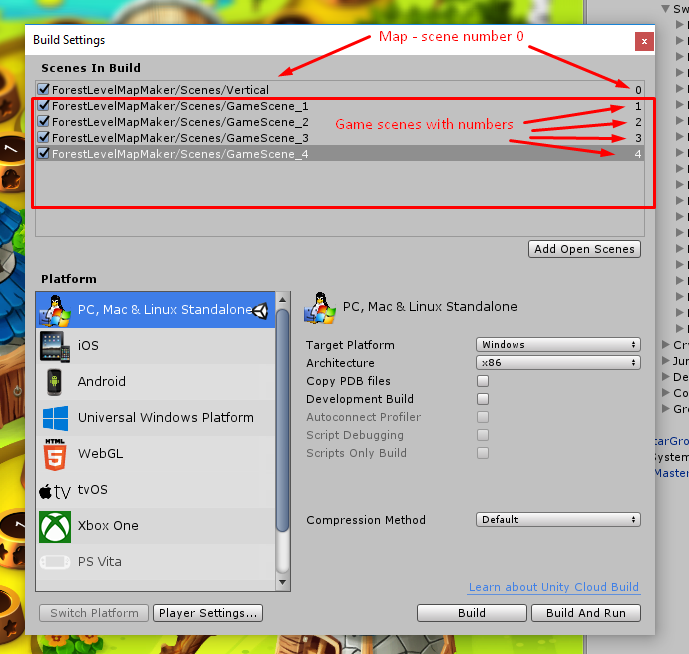 Sw
Map - scene number 0
Build Settings
x
Scenes In Build
ForestLevelMapMaker/Scenes/Vertical 0
ForestLevelMapMaker/Scenes/GameScene_1 1
ForestLevelMapMaker/Scenes/GameScene_2 2
ForestLevelMapMaker/Scenes/GameScene_3 3
ForestLevelMapMaker/Scenes/GameScene_4 4
Game scenes with numbers
Add Open Scenes
Platform
PC, Mac & Linux Standalone
iOS
Android
Universal Windows Platform
HTML
5
WebGL
tv
tvOS
Xbox One
PS Vita
PC, Mac & Linux Standalone
Target Platform Windows
Architecture x86
Copy PDB files
Development Build
Autoconnect Profiler
Script Debugging
Scripts Only Build
Compression Method Default
Learn about Unity Cloud Build
Switch Platform
Player Settings...
Build
Build And Run
Cr
Jur
De
Co
Gro
tarGro
ystem
Master